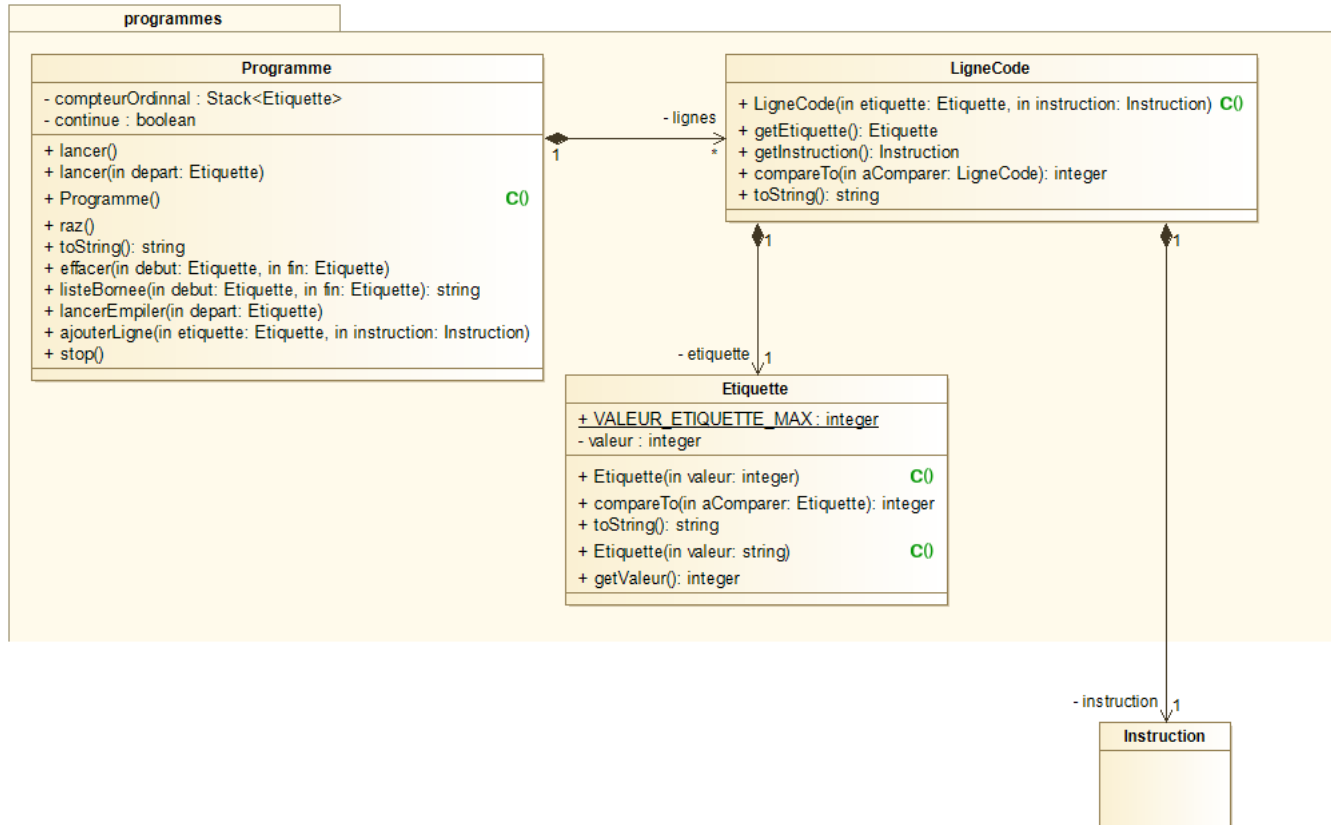 programmes
Programme
- compteurOrdinnal : Stack<Etiquette>
- continue : boolean
+ lancer()
+ lancer(in depart: Etiquette)
+ Programme() C()
+ raz()
+ toString(): string
+ effacer(in debut: Etiquette, in fin: Etiquette)
+ listeBornee(in debut: Etiquette, in fin: Etiquette): string
+ lancerEmpiler(in depart: Etiquette)
+ ajouterLigne(in etiquette: Etiquette, in instruction: Instruction)
+ stop()
1
- lignes
*
LigneCode
+ LigneCode(in etiquette: Etiquette, in instruction: Instruction) C()
+ getEtiquette(): Etiquette
+ getInstruction(): Instruction
+ compareTo(in aComparer: LigneCode): integer
+ toString(): string
1
1
- etiquette
1
Etiquette
+ VALEUR_ETIQUETTE_MAX : integer
- valeur : integer
+ Etiquette(in valeur: integer) C()
+ compareTo(in aComparer: Etiquette): integer
+ toString(): string
+ Etiquette(in valeur: string) C()
+ getValeur(): integer
- instruction
1
Instruction